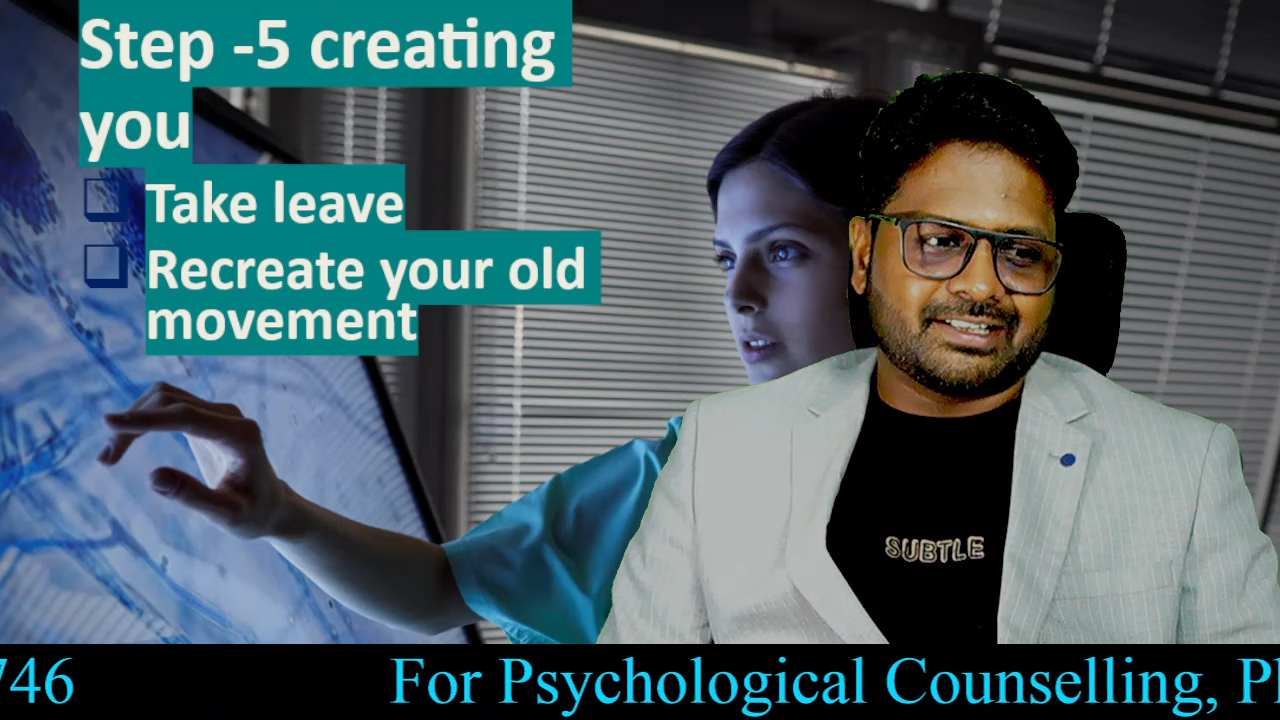 Step -5 creating
you
Take leave
Recreate your old
movement
SUBTLE
746 For Psychological Counselling,